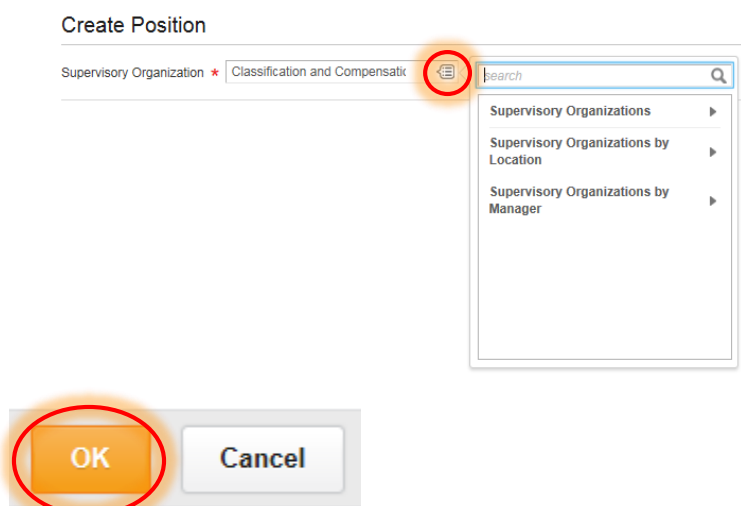 Create Position
Supervisory Organization * Classification and Compensatic
search
Supervisory Organizations
Supervisory Organizations by
Location
Supervisory Organizations by
Manager
OK Cancel